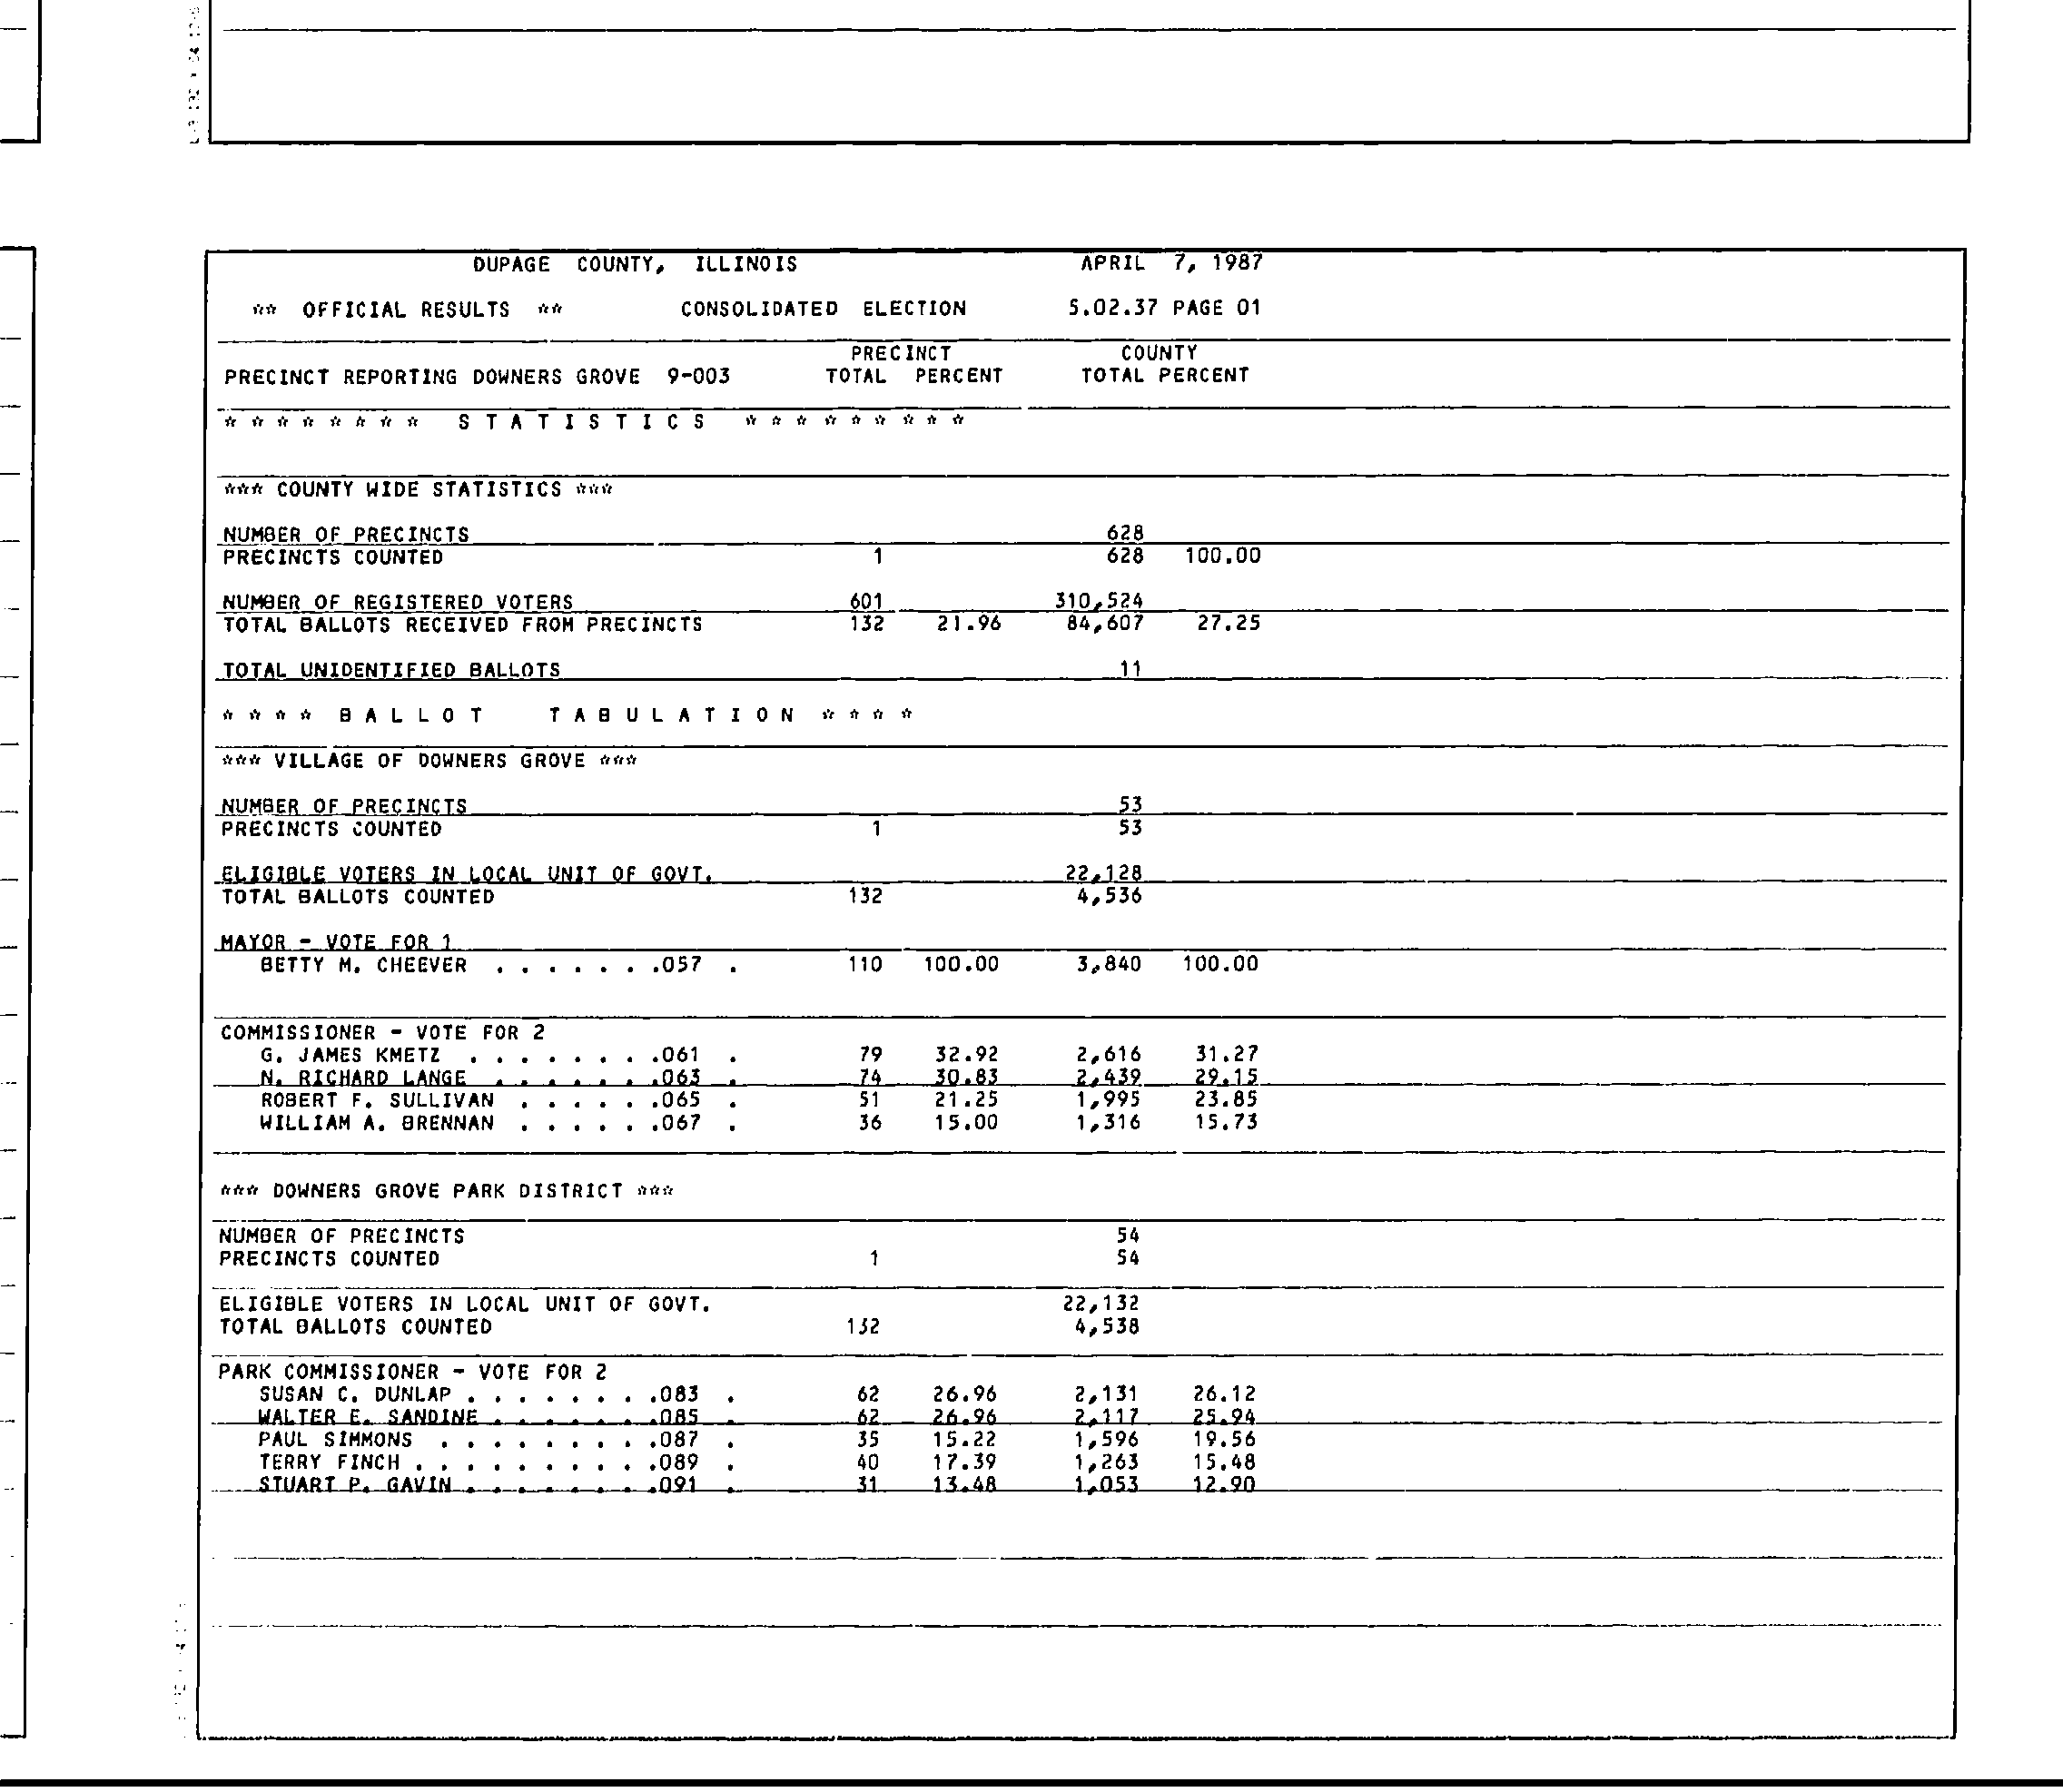 DUPAGE COUNTY, ILLINOIS APRIL 7, 1987
** OFFICIAL RESULTS ** CONSOLIDATED ELECTION 5.02.37 PAGE 01
PRECINCT COUNTY
PRECINCT REPORTING DOWNERS GROVE 9-003 TOTAL PERCENT TOTAL PERCENT
* * * * * * * * S T A T I S T I C S * * * * * * * * *
*** COUNTY WIDE STATISTICS ***
NUMBER OF PRECINCTS 628
PRECINCTS COUNTED 1 628 100.00
NUMBER OF REGISTERED VOTERS 601 310,524
TOTAL BALLOTS RECEIVED FROM PRECINCTS 132 21.96 84,607 27.25
TOTAL UNIDENTIFIED BALLOTS 11
* * * * B A L L O T T A B U L A T I O N * * * *
*** VILLAGE OF DOWNERS GROVE ***
NUMBER OF PRECINCTS 53
PRECINCTS COUNTED 1 53
ELIGIBLE VOTERS IN LOCAL UNIT OF GOVT. 22,128
TOTAL BALLOTS COUNTED 132 4,536
MAYOR - VOTE FOR 1
BETTY M. CHEEVER . . . . . . .057 . 110 100.00 3,840 100.00
COMMISSIONER - VOTE FOR 2
G. JAMES KMETZ . . . . . . . .061 . 79 32.92 2,616 31.27
N. RICHARD LANGE . . . . . . .063 . 74 30.83 2,439 29.15
ROBERT F. SULLIVAN . . . . . .065 . 51 21.25 1,995 23.85
WILLIAM A. BRENNAN . . . . . .067 . 36 15.00 1,316 15.73
*** DOWNERS GROVE PARK DISTRICT ***
NUMBER OF PRECINCTS 54
PRECINCTS COUNTED 1 54
ELIGIBLE VOTERS IN LOCAL UNIT OF GOVT. 22,132
TOTAL BALLOTS COUNTED 132 4,538
PARK COMMISSIONER - VOTE FOR 2
SUSAN C. DUNLAP . . . . . . . .083 . 62 26.96 2,131 26.12
WALTER E. SANDINE . . . . . . .085 . 62 26.96 2,117 25.94
PAUL SIMMONS . . . . . . . . .087 . 35 15.22 1,596 19.56
TERRY FINCH . . . . . . . . . .089 . 40 17.39 1,263 15.48
STUART P. GAVIN . . . . . . . .091 . 31 13.48 1,053 12.90